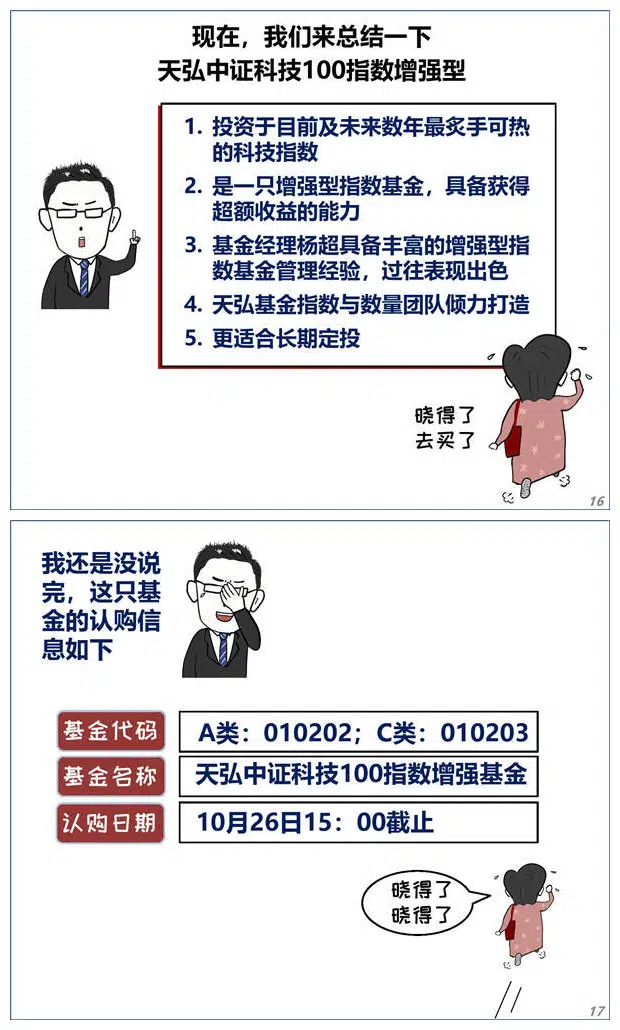 现在，我们来总结一下
天弘中证科技100指数增强型
1. 投资于目前及未来数年最炙手可热
的科技指数
2. 是一只增强型指数基金，具备获得
超额收益的能力
3. 基金经理杨超具备丰富的增强型指
数基金管理经验，过往表现出色
4. 天弘基金指数与数量团队倾力打造
5. 更适合长期定投
晓得了
去买了
16
我还是没说
完，这只基
金的认购信
息如下
基金代码
A类：010202；C类：010203
基金名称
天弘中证科技100指数增强基金
认购日期
10月26日15：00截止
晓得了
晓得了
17